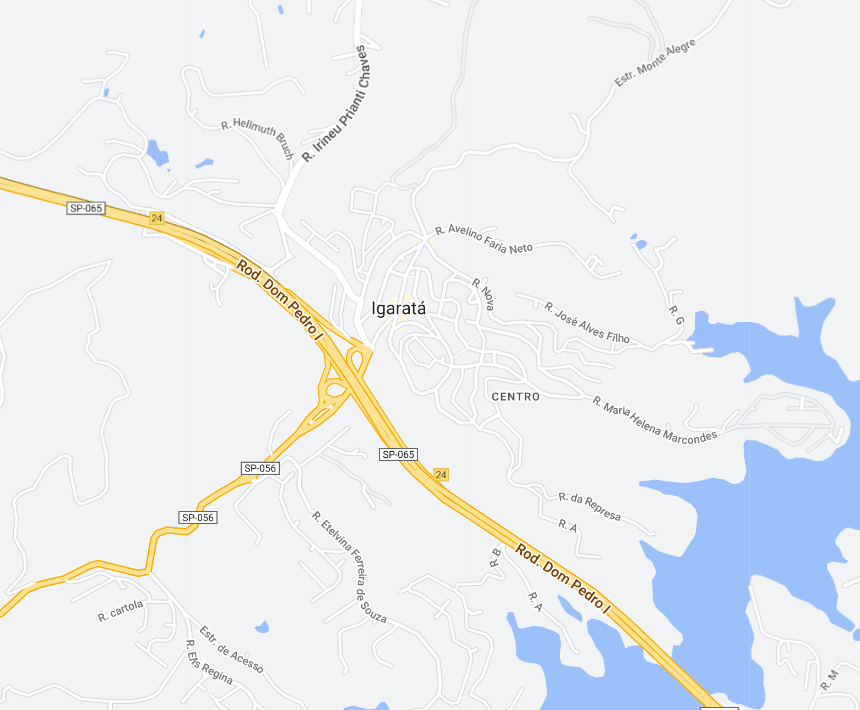 Estr. Monte Alegre
R. Irineu Prianti Chaves
R. Hellmuth Bruch
SP-065
24
R. Avelino Faria Neto
Rod. Dom Pedro I
R. Nova
Igaratá
R. José Alves Filho
R. G
CENTRO
R. Maria Helena Marcondes
SP-065
24
SP-056
SP-056
R. da Represa
R. A
R. Etelvina Ferreira de Souza
R. B
Rod. Dom Pedro I
R. A
R. cartola
Estr. de Acesso
R. Elis Regina
R. M